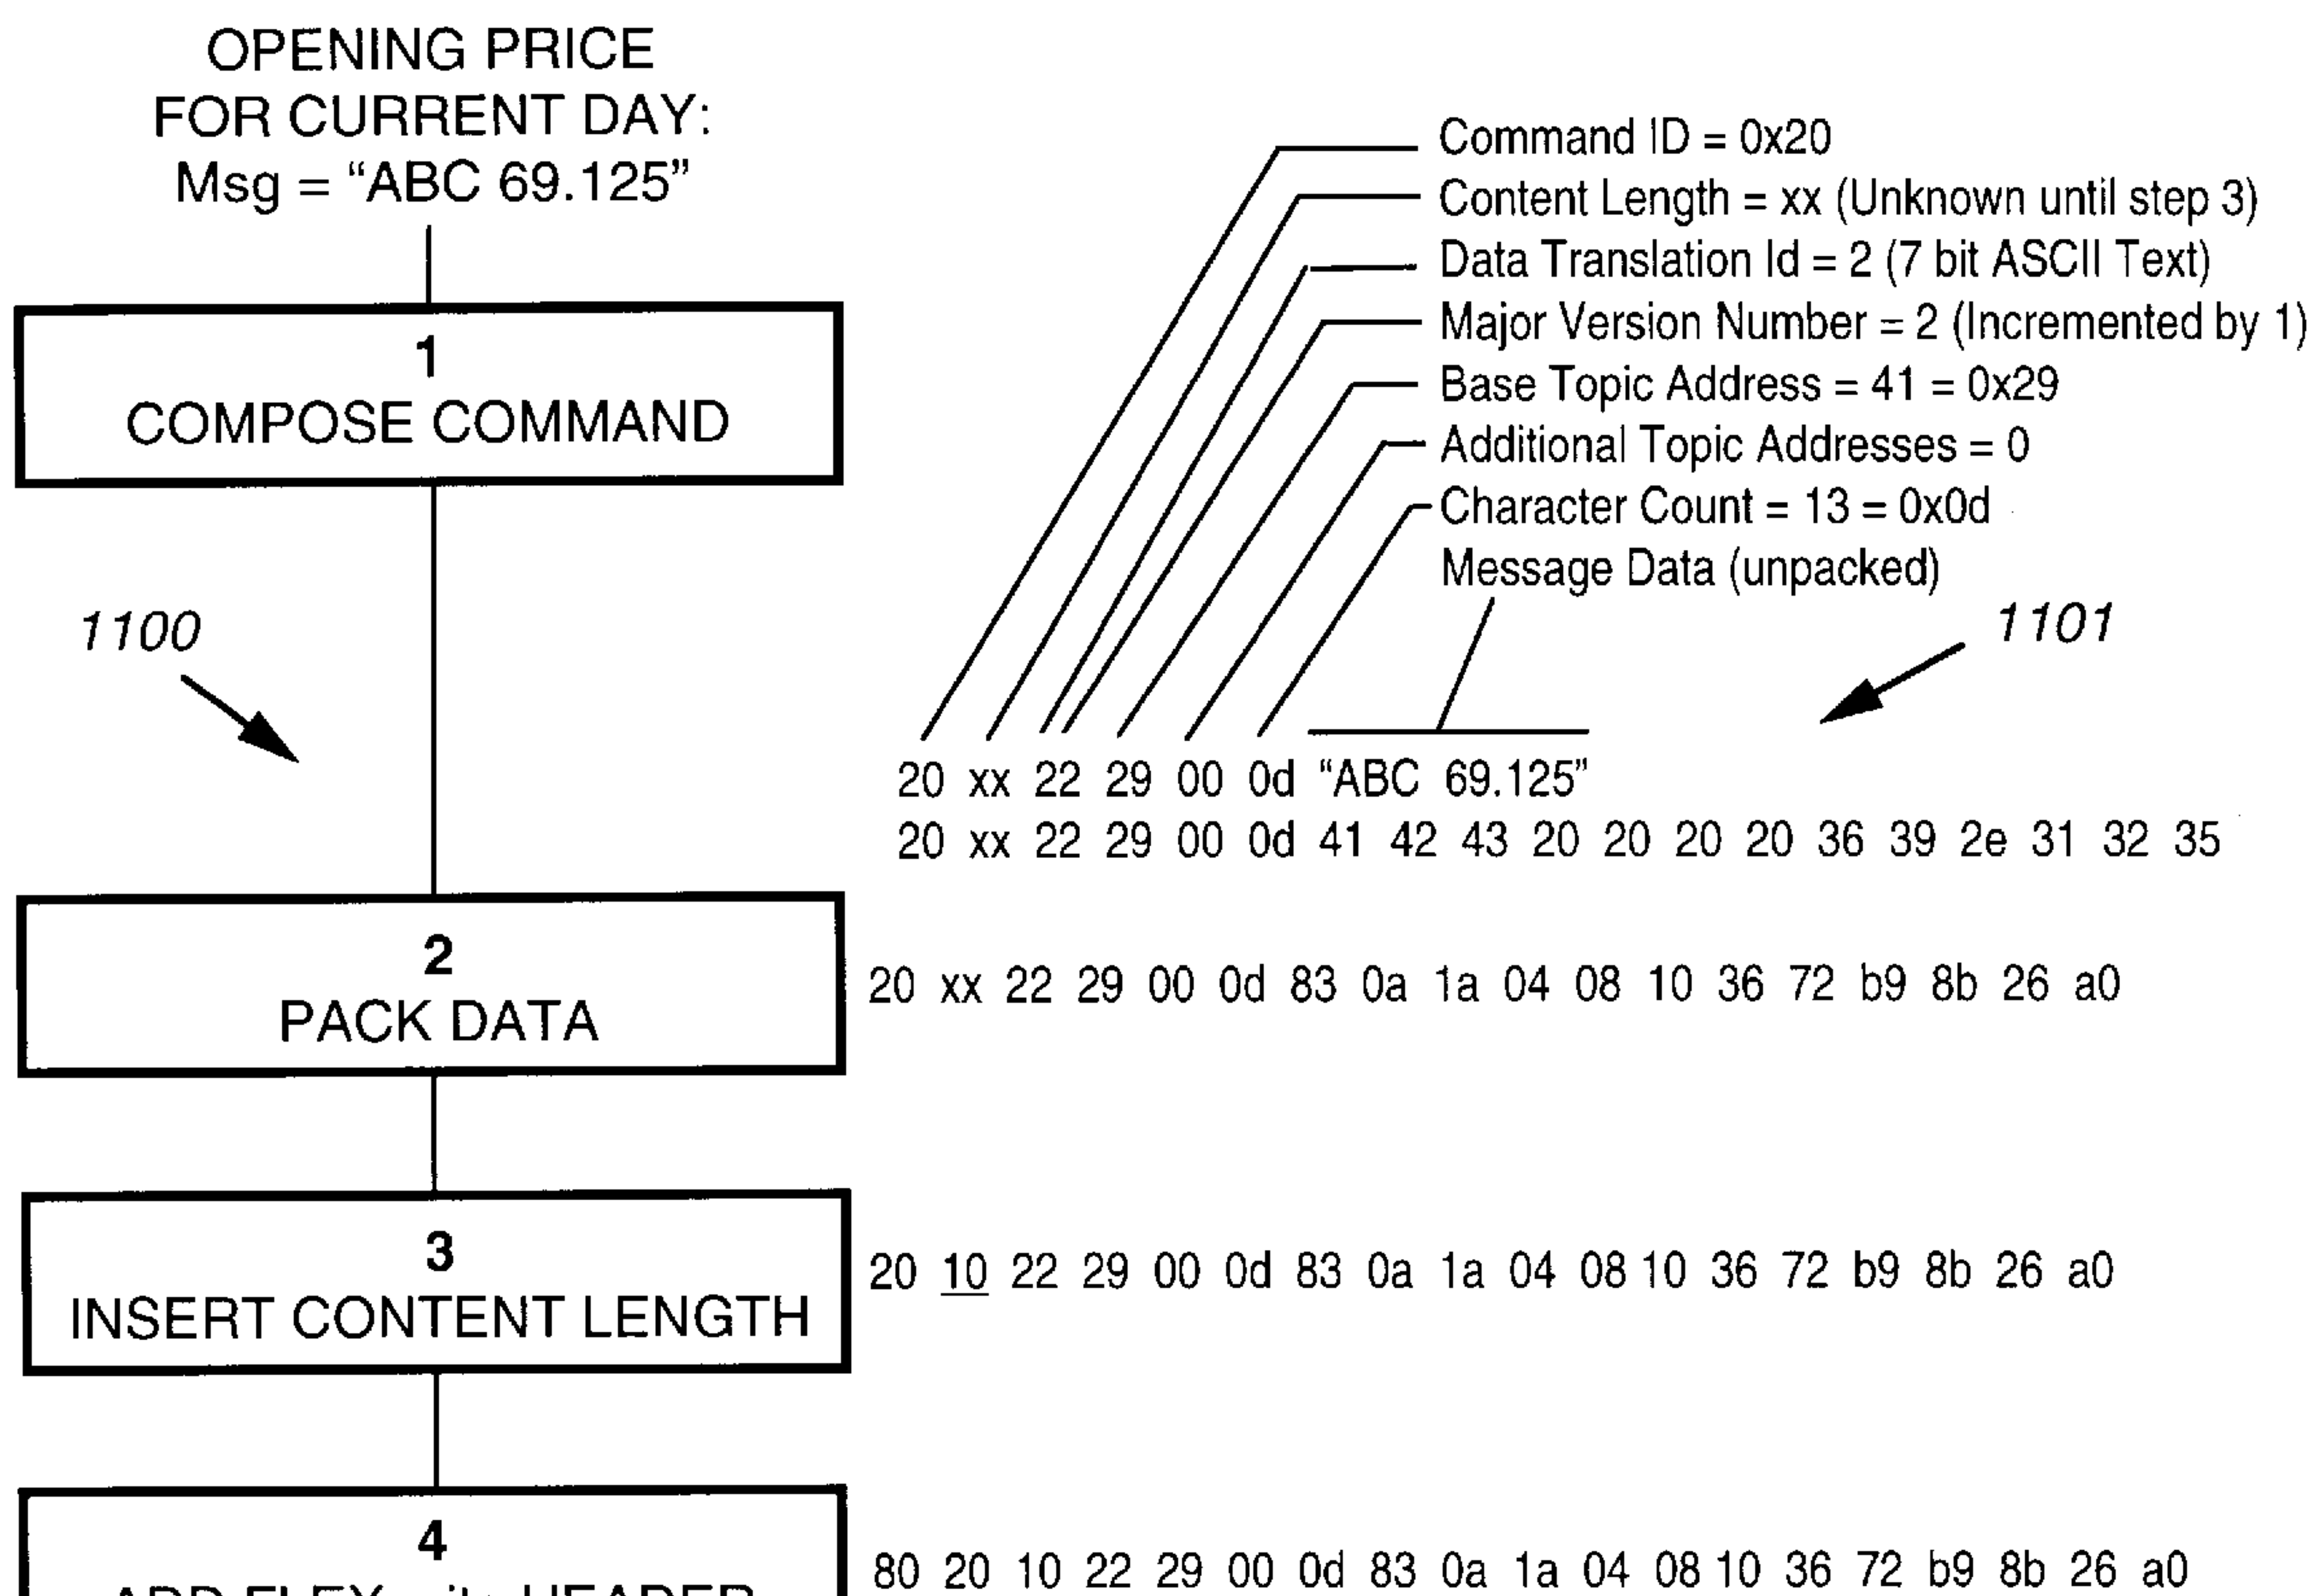 OPENING PRICE
FOR CURRENT DAY:
Msg = “ABC 69.125”
1
COMPOSE COMMAND
Command ID = 0x20
Content Length = xx (Unknown until step 3)
Data Translation Id = 2 (7 bit ASCII Text)
Major Version Number = 2 (Incremented by 1)
Base Topic Address = 41 = 0x29
Additional Topic Addresses = 0
Character Count = 13 = 0x0d
Message Data (unpacked)
1100
1101
20 xx 22 29 00 0d “ABC 69.125”
20 xx 22 29 00 0d 41 42 43 20 20 20 20 36 39 2e 31 32 35
2
PACK DATA
20 xx 22 29 00 0d 83 0a 1a 04 08 10 36 72 b9 8b 26 a0
3
INSERT CONTENT LENGTH
20 10 22 29 00 0d 83 0a 1a 04 08 10 36 72 b9 8b 26 a0
4
80 20 10 22 29 00 0d 83 0a 1a 04 08 10 36 72 b9 8b 26 a0
ADD FLEX HEADER